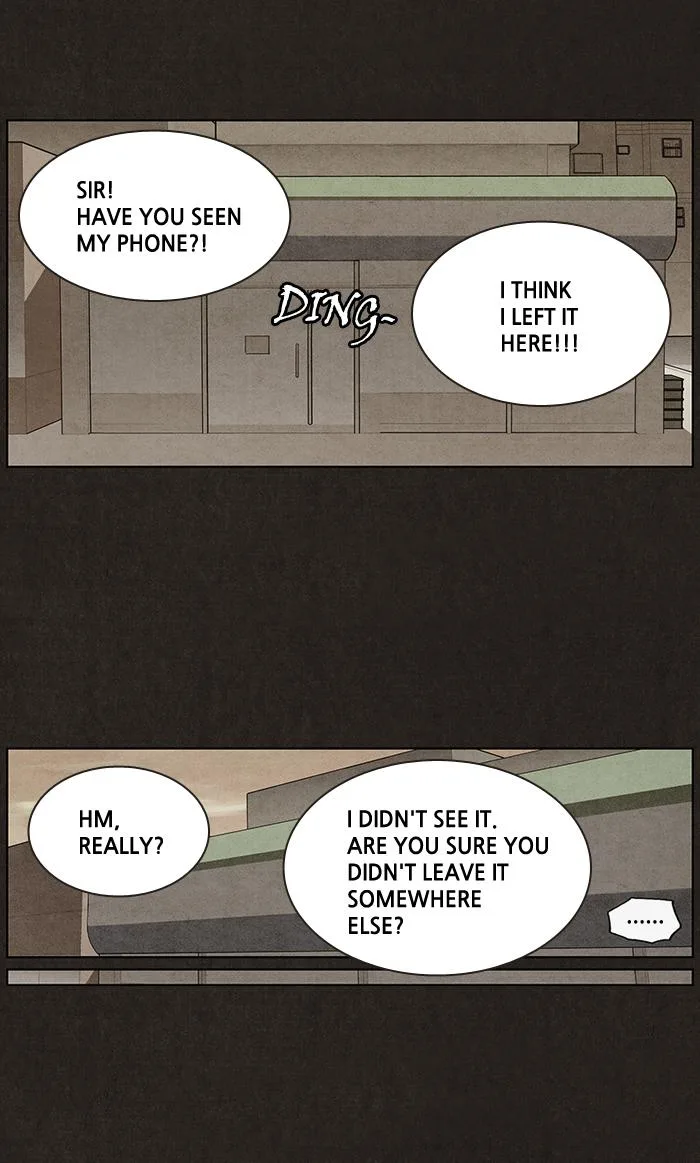 SIR!
HAVE YOU SEEN
MY PHONE?!
DING~
I THINK
I LEFT IT
HERE!!!
HM,
REALLY?
I DIDN'T SEE IT.
ARE YOU SURE YOU
DIDN'T LEAVE IT
SOMEWHERE
ELSE?
......